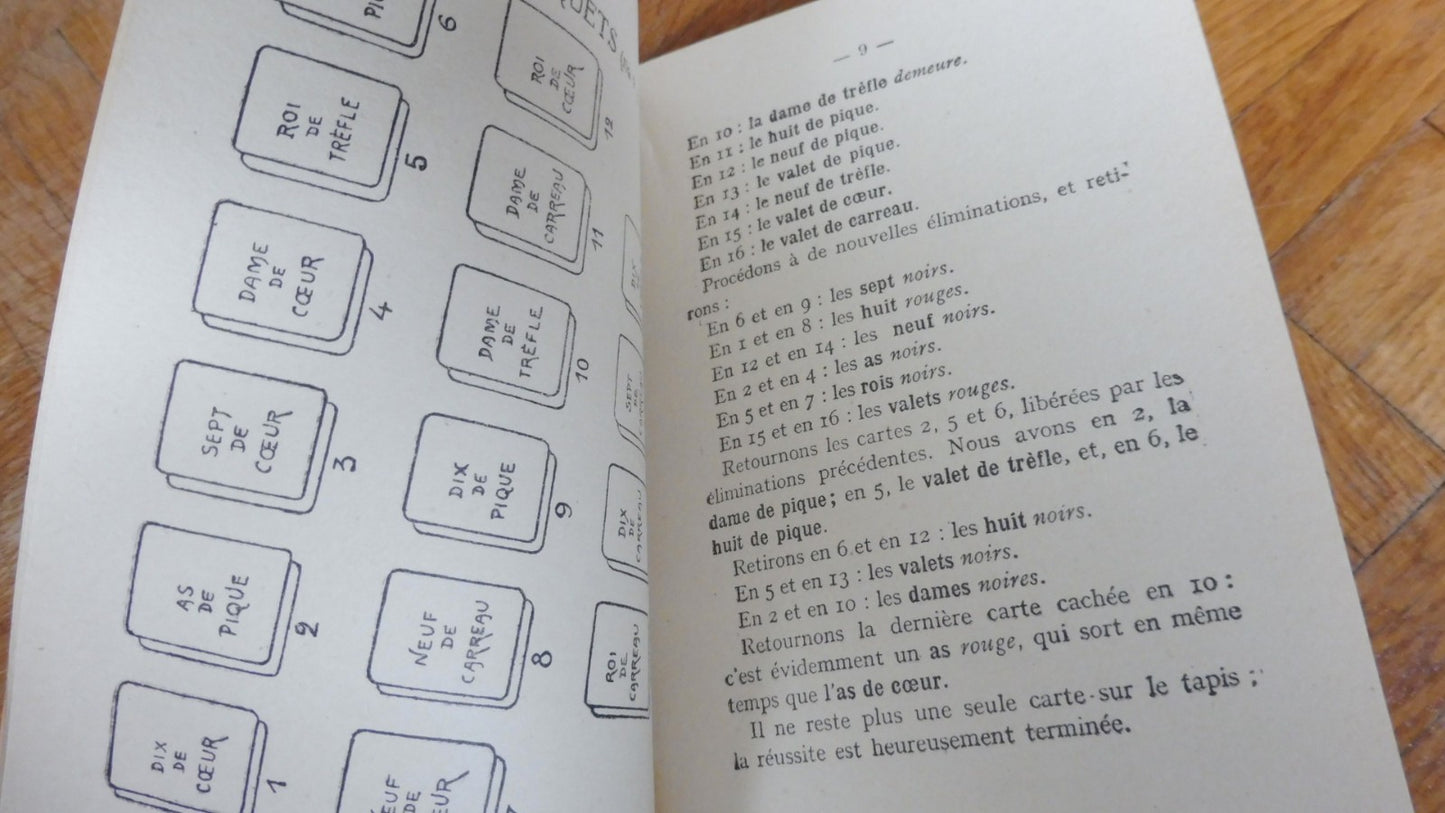 PIQUE
6
ROI
DE
TRÈFLE
5
DAME
DE
CŒUR
4
SEPT
DE
CŒUR
3
AS
DE
PIQUE
2
DIX
DE
CŒUR
1
ROI
DE
CŒUR
12
DAME
DE
CARREAU
11
DAME
DE
TRÈFLE
10
DIX
DE
PIQUE
9
NEUF
DE
CARREAU
8
NEUF
DE
DIX
SEPT
DE
DIX
DE
CARREAU
ROI
DE
CARREAU
— 9 —
En 10 : la dame de trèfle demeure.
En 11 : le huit de pique.
En 12 : le neuf de pique.
En 13 : le valet de pique.
En 14 : le neuf de trèfle.
En 15 : le valet de cœur.
En 16 : le valet de carreau.
Procédons à de nouvelles éliminations, et reti-
rons :
En 6 et en 9 : les sept noirs.
En 1 et en 8 : les huit rouges.
En 12 et en 14 : les neuf noirs.
En 2 et en 4 : les as noirs.
En 5 et en 7 : les rois noirs.
En 15 et en 16 : les valets rouges.
Retournons les cartes 2, 5 et 6, libérées par les
éliminations précédentes. Nous avons en 2, la
dame de pique; en 5, le valet de trèfle, et, en 6, le
huit de pique.
Retirons en 6 et en 12 : les huit noirs.
En 5 et en 13 : les valets noirs.
En 2 et en 10 : les dames noires.
Retournons la dernière carte cachée en 10 :
c'est évidemment un as rouge, qui sort en même
temps que l'as de cœur.
Il ne reste plus une seule carte sur le tapis ;
la réussite est heureusement terminée.